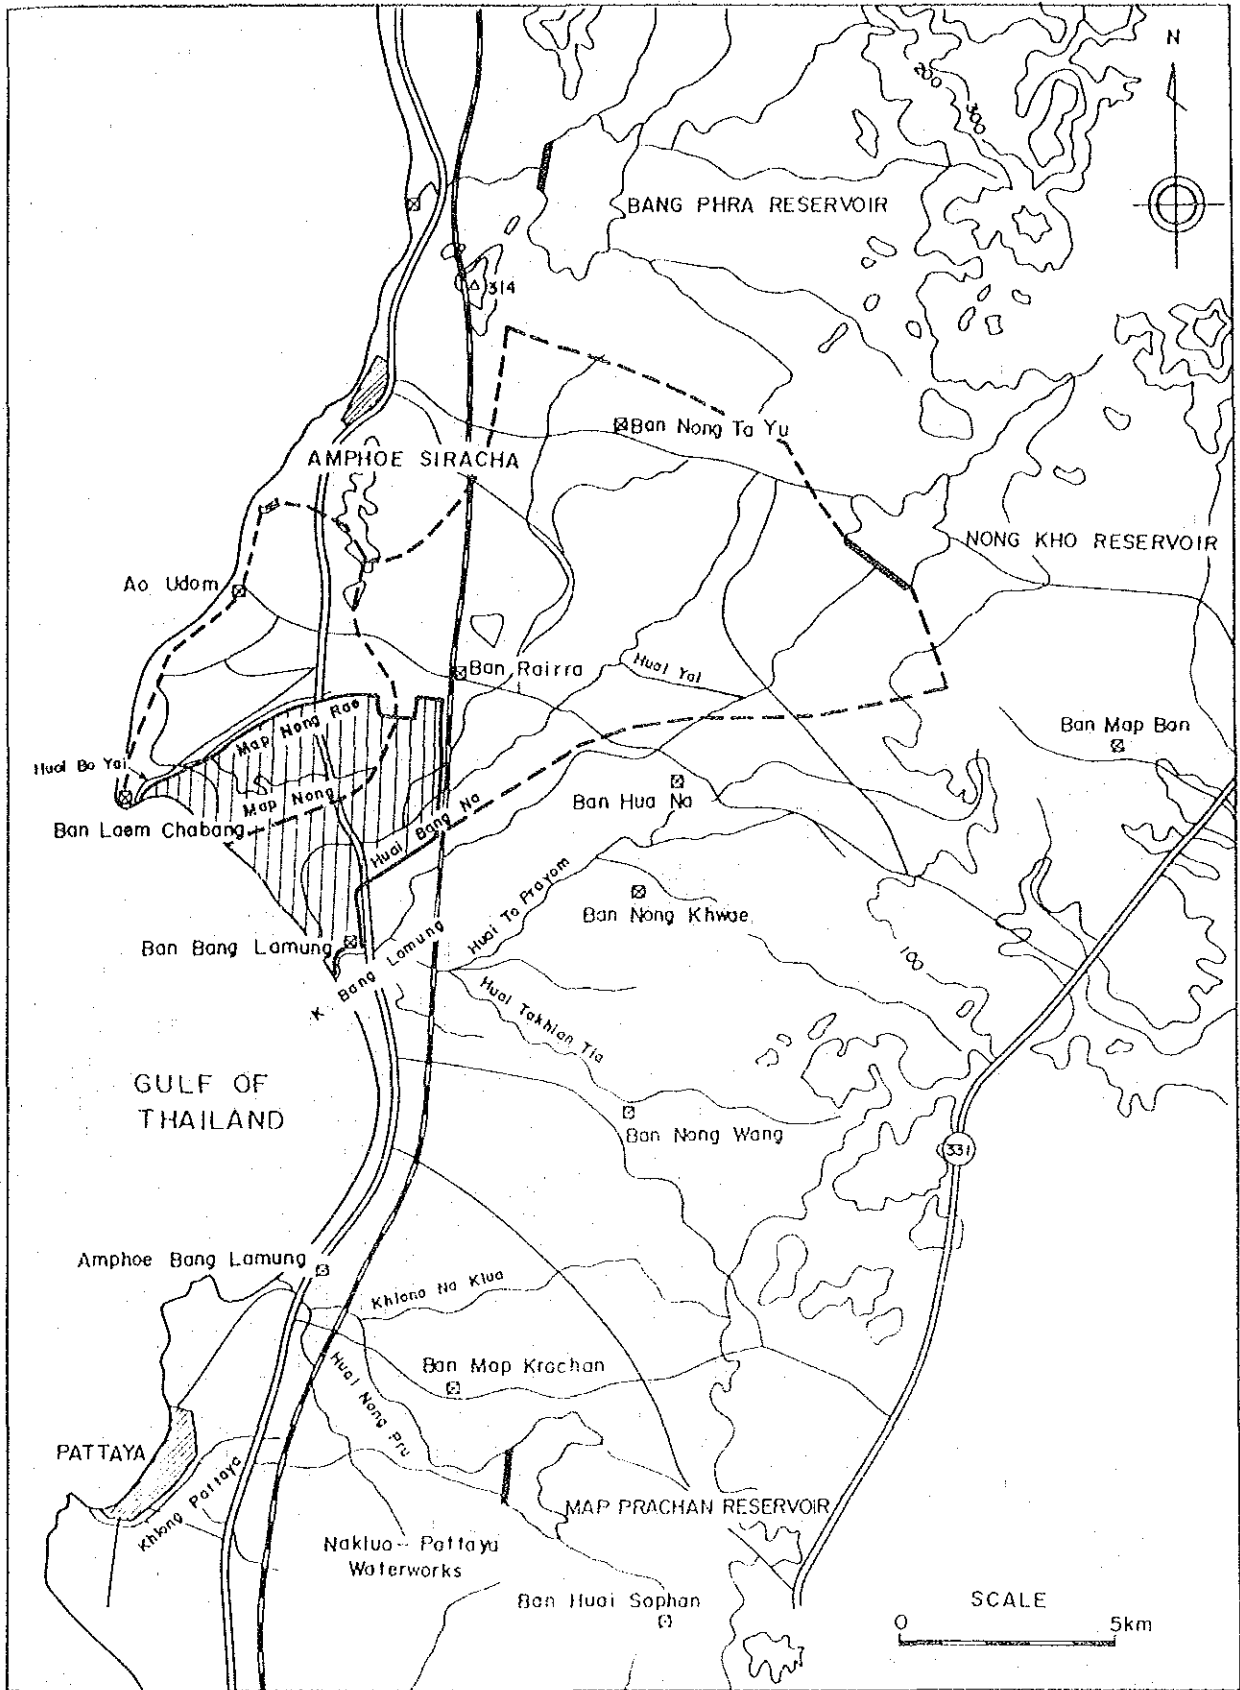 N
200
300
BANG PHRA RESERVOIR
314
Ban Nong Ta Yu
AMPHOE SIRACHA
NONG KHO RESERVOIR
Ao Udom
Ban Rairra
Huai Yai
Map Nong Rae
Ban Map Bon
Huai Bo Yai
Map Nong
Ban Hua Na
Ban Laem Chabang
Huai Bang Na
Huai Ta Prayom
Ban Nong Khwae
Ban Bang Lamung
K. Bang Lamung
100
Huai Takhian Tia
GULF OF
THAILAND
Ban Nong Wang
331
Amphoe Bang Lamung
Khlong Na Klua
Ban Map Krachan
Huai Nong Pru
PATTAYA
Khlong Pattaya
MAP PRACHAN RESERVOIR
Nakluo - Pattaya
Waterworks
Ban Huai Sophan
SCALE
0 5km